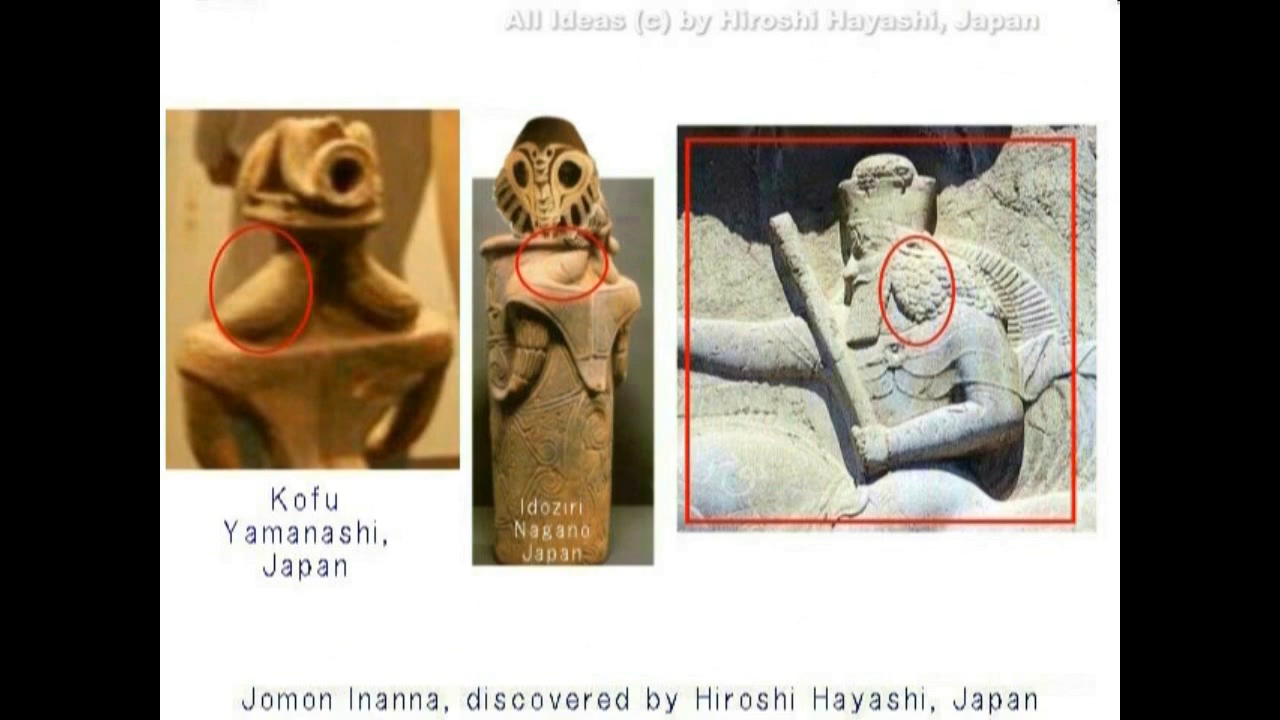 All Ideas (c) by Hiroshi Hayashi, Japan
Kofu
Yamanashi,
Japan
Idoziri
Nagano
Japan
Jomon Inanna, discovered by Hiroshi Hayashi, Japan